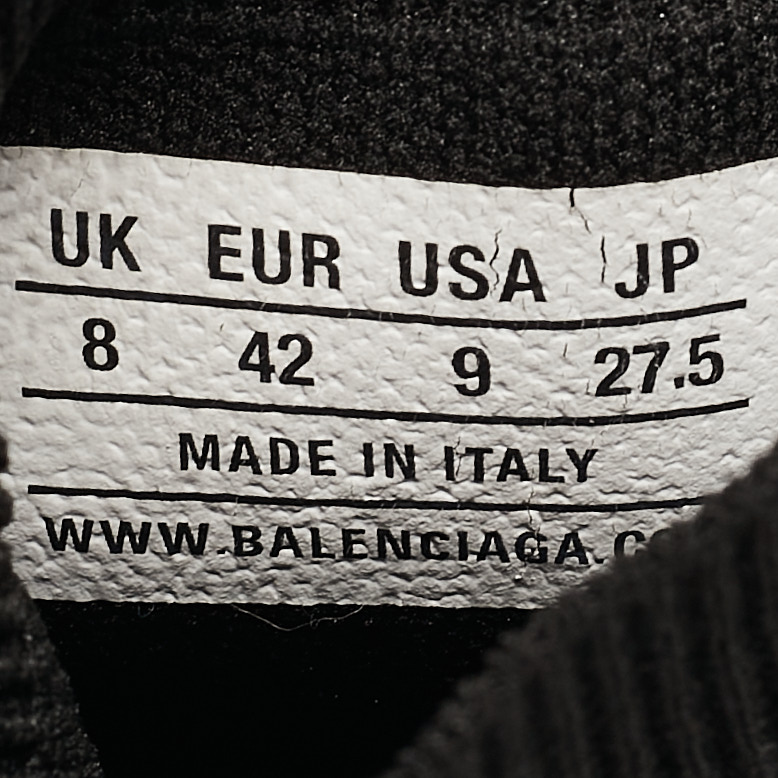 UK EUR USA JP
8 42 9 27.5
MADE IN ITALY
WWW.BALENCIAGA.C